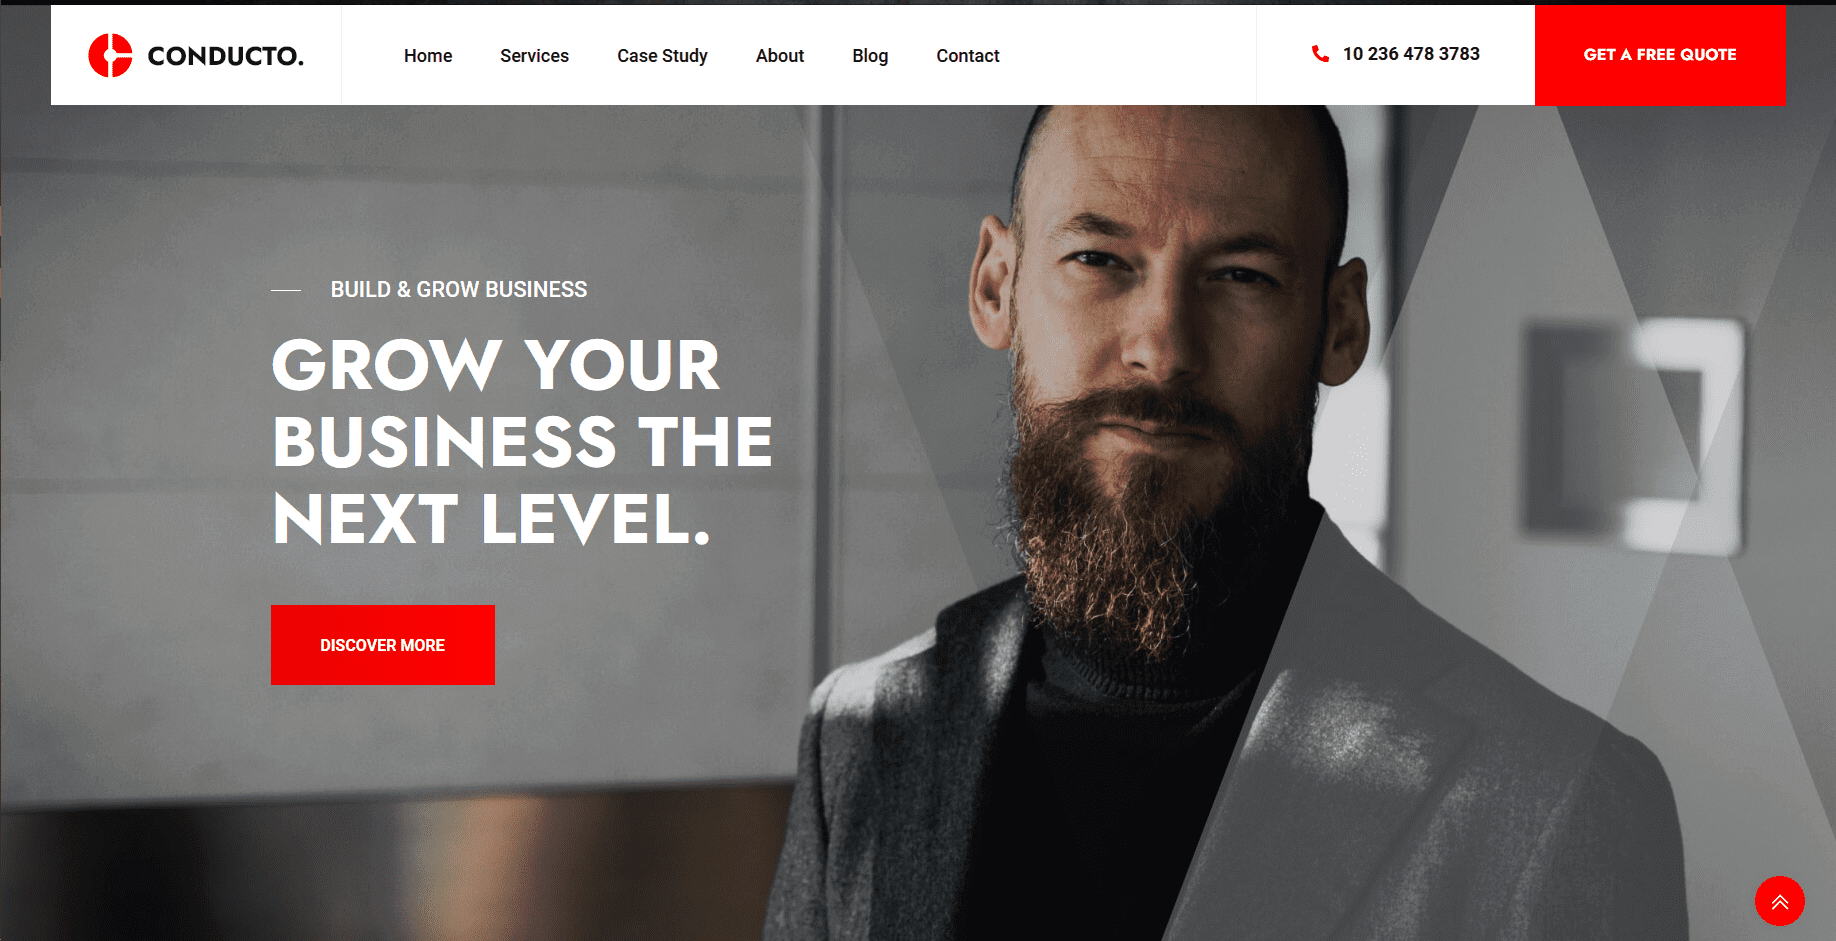 CONDUCTO.
Home
Services
Case Study
About
Blog
Contact
10 236 478 3783
GET A FREE QUOTE
BUILD & GROW BUSINESS
GROW YOUR
BUSINESS THE
NEXT LEVEL.
DISCOVER MORE